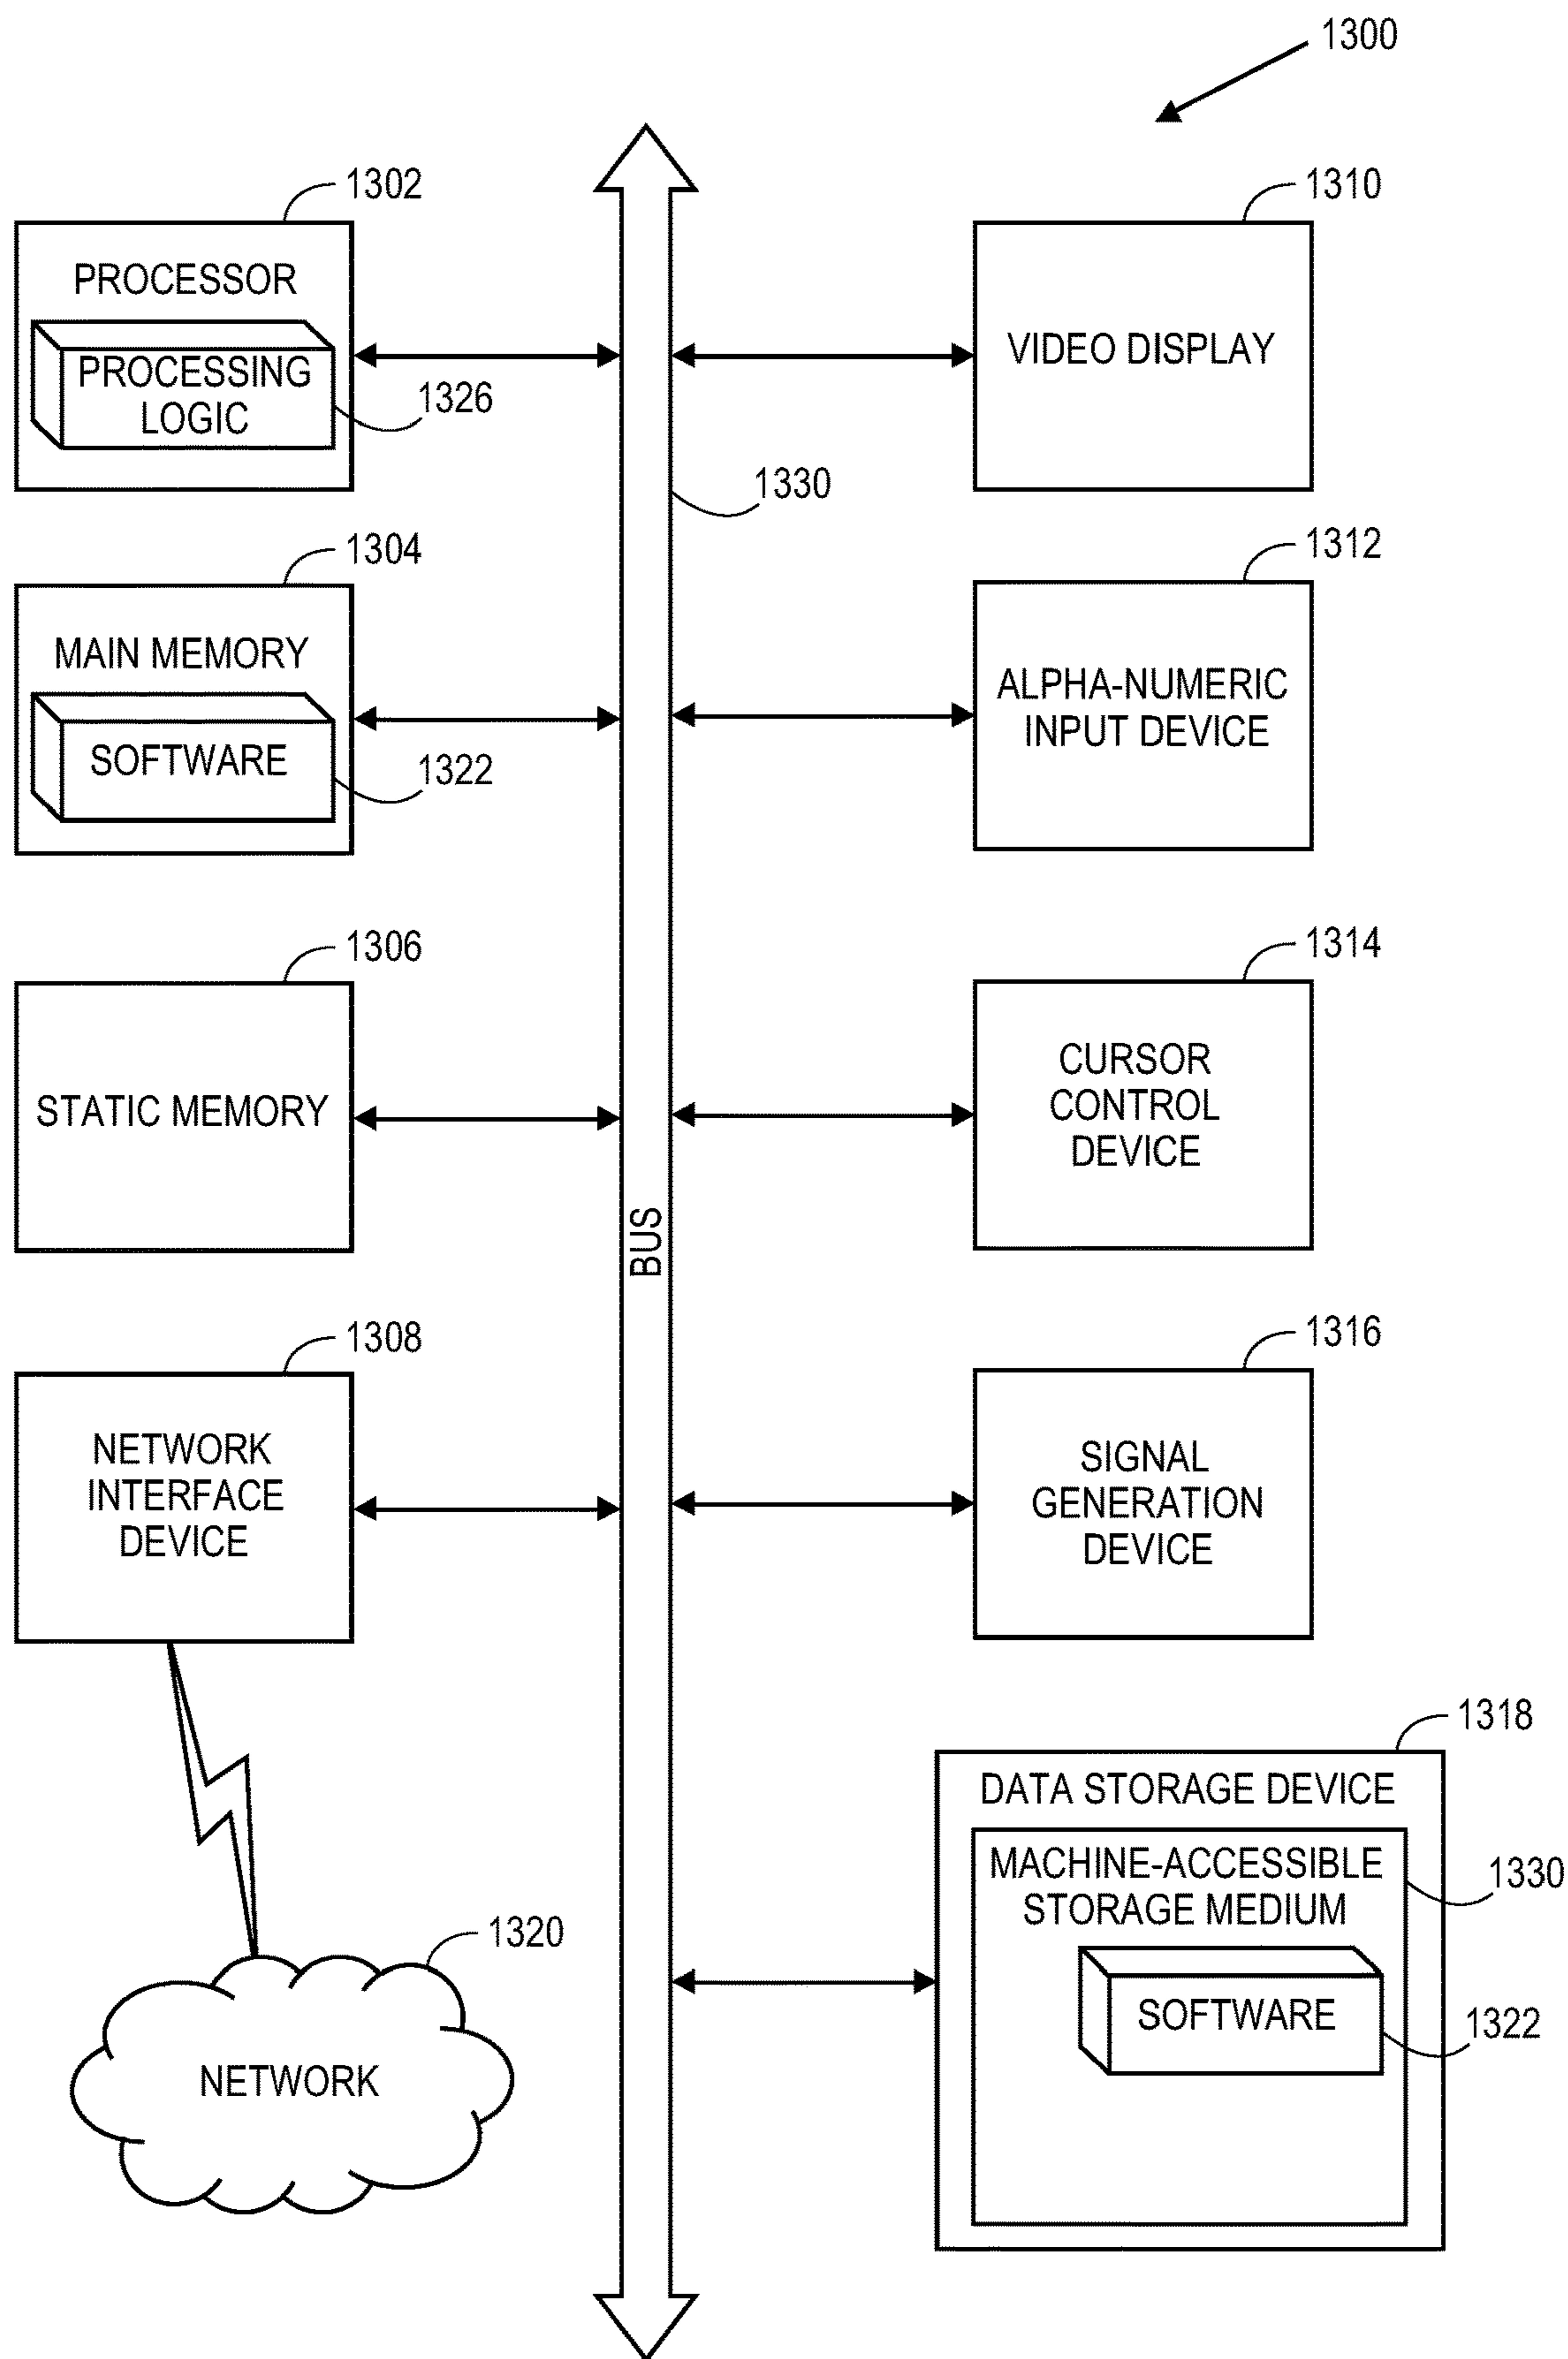 1300
1302
PROCESSOR
PROCESSING
LOGIC
1326
1304
MAIN MEMORY
SOFTWARE
1322
1306
STATIC MEMORY
1308
NETWORK
INTERFACE
DEVICE
1320
NETWORK
BUS
1330
1310
VIDEO DISPLAY
1312
ALPHA-NUMERIC
INPUT DEVICE
1314
CURSOR
CONTROL
DEVICE
1316
SIGNAL
GENERATION
DEVICE
1318
DATA STORAGE DEVICE
MACHINE-ACCESSIBLE
STORAGE MEDIUM
1330
SOFTWARE
1322